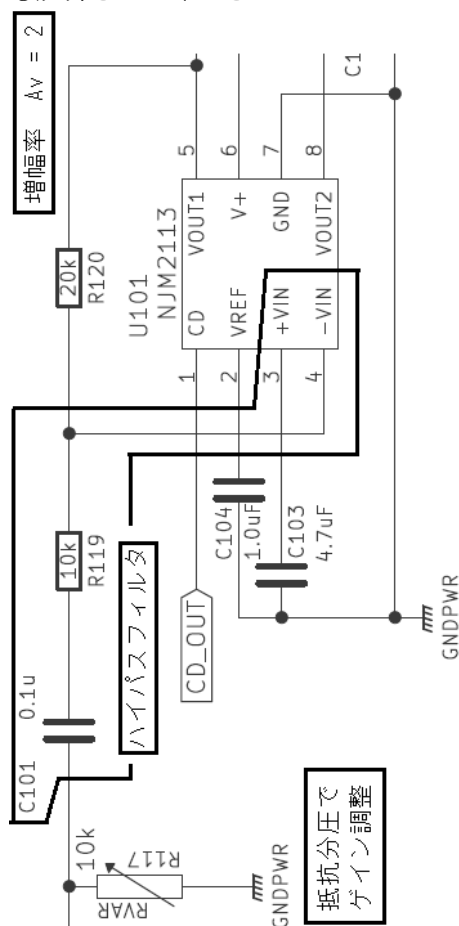 増幅率 Av = 2
C101 0.1u
10k
R119
20k
R120
10k
RVAR
R117
ハイパスフィルタ
U101
NJM2113
CD_OUT
1 CD VOUT1 5
2 VREF V+ 6
3 +VIN GND 7
4 -VIN VOUT2 8
C104
1.0uF
C103
4.7uF
C1
GNDPWR
GNDPWR
抵抗分圧で
ゲイン調整